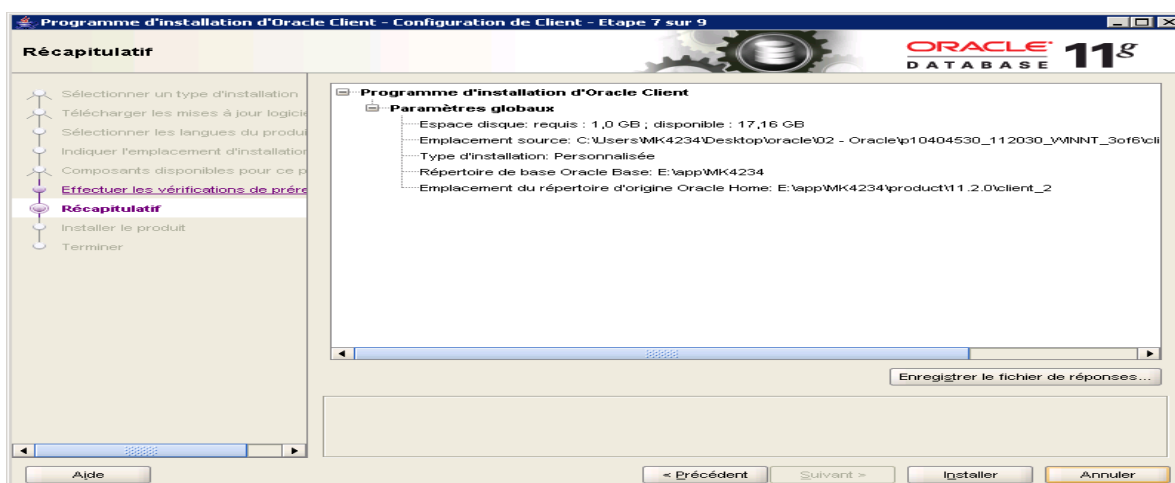 Programme d'installation d'Oracle Client - Configuration de Client - Etape 7 sur 9
Récapitulatif
ORACLE
DATABASE
11g
Sélectionner un type d'installation
Télécharger les mises à jour logicie
Sélectionner les langues du produi
Indiquer l'emplacement d'installation
Composants disponibles pour ce p
Effectuer les vérifications de prére
Récapitulatif
Installer le produit
Terminer
Programme d'installation d'Oracle Client
Paramètres globaux
Espace disque: requis : 1,0 GB ; disponible : 17,16 GB
Emplacement source: C:\Users\MK4234\Desktop\oracle\02 - Oracle\p10404530_112030_WINNT_3of6\cli
Type d'installation: Personnalisée
Répertoire de base Oracle Base: E:\app\MK4234
Emplacement du répertoire d'origine Oracle Home: E:\app\MK4234\product\11.2.0\client_2
Enregistrer le fichier de réponses...
Aide
< Précédent
Suivant >
Installer
Annuler